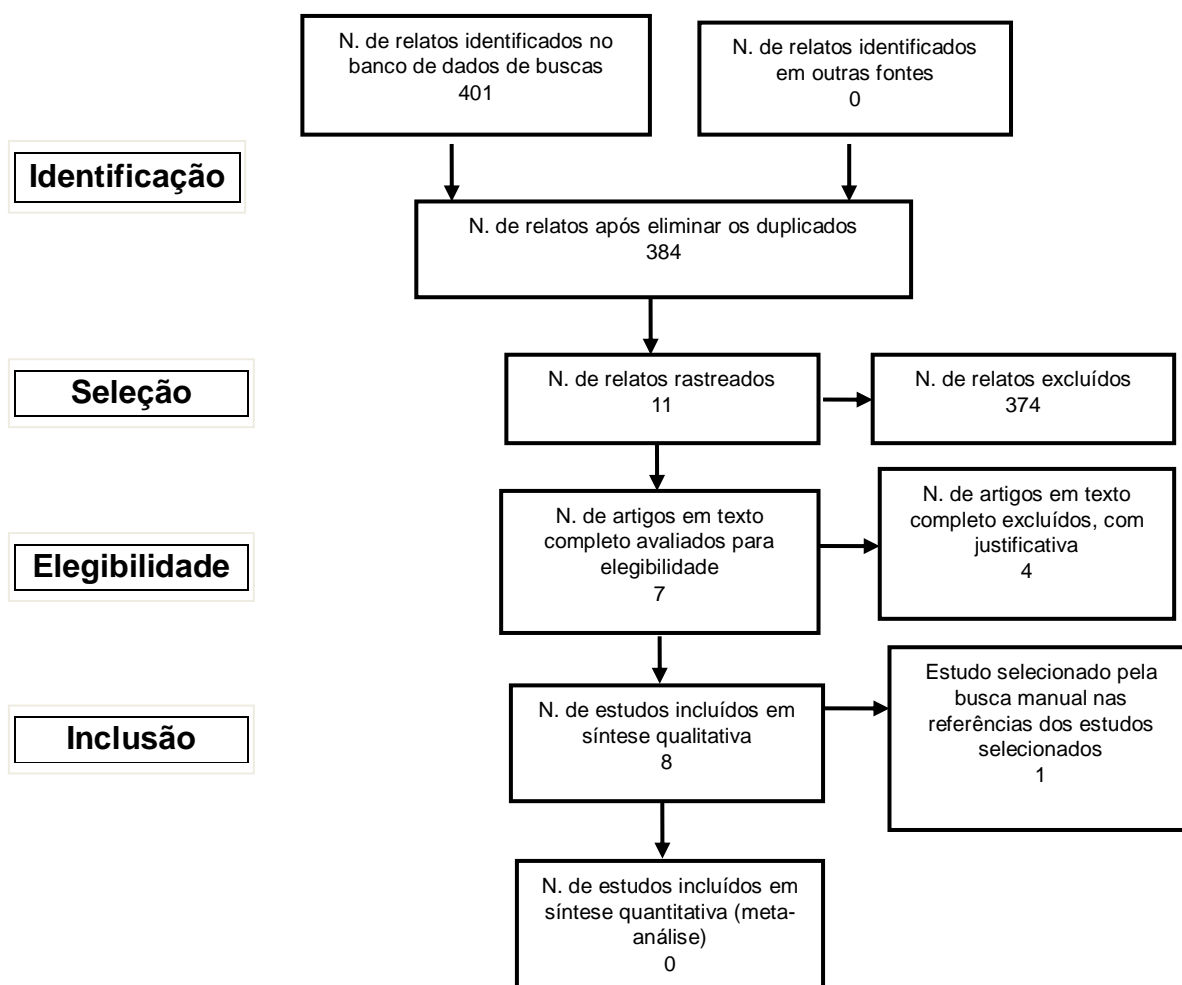 N. de relatos identificados no
banco de dados de buscas
401
N. de relatos identificados
em outras fontes
0
Identificação
N. de relatos após eliminar os duplicados
384
Seleção
N. de relatos rastreados
11
N. de relatos excluídos
374
Elegibilidade
N. de artigos em texto
completo avaliados para
elegibilidade
7
N. de artigos em texto
completo excluídos, com
justificativa
4
Inclusão
N. de estudos incluídos em
síntese qualitativa
8
Estudo selecionado pela
busca manual nas
referências dos estudos
selecionados
1
N. de estudos incluídos em
síntese quantitativa (meta-
análise)
0